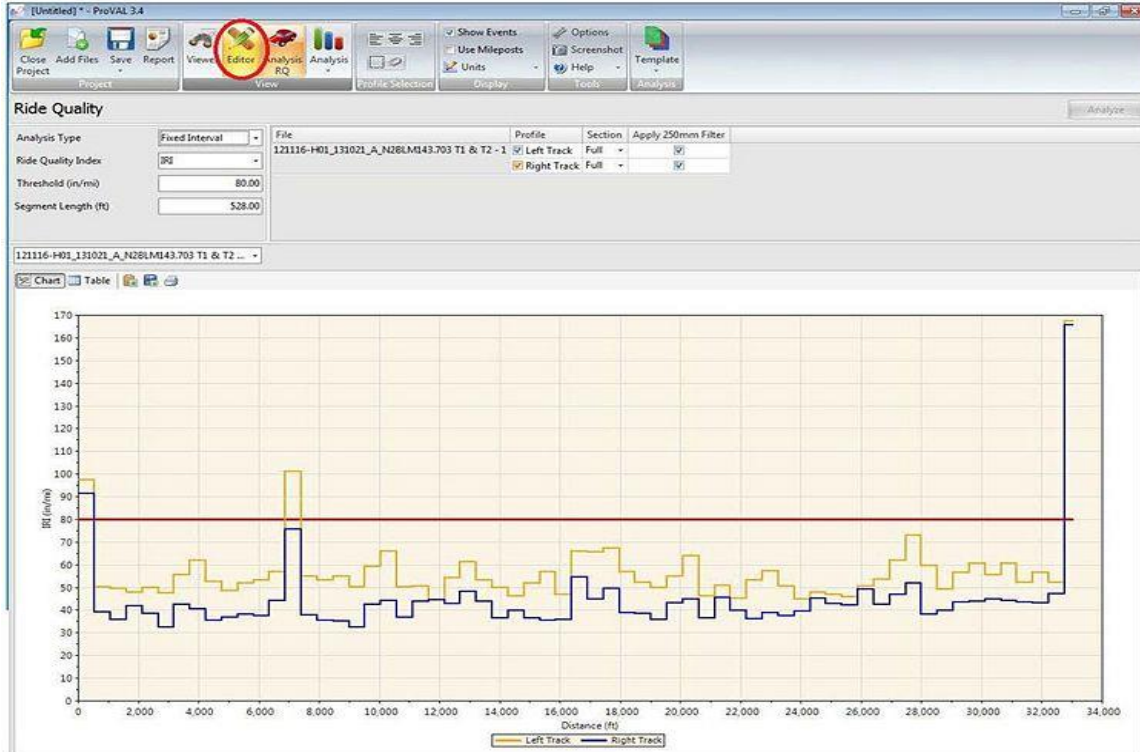 [Untitled] * - ProVAL 3.4
Close Project Add Files Save Report Viewer Editor Analysis RQ Analysis
Show Events
Use Mileposts
Units
Options
Screenshot
Help
Template
Project View Profile Selection Display Tools Analysis
Ride Quality Analyze
Analysis Type Fixed Interval
Ride Quality Index IRI
Threshold (in/mi) 80.00
Segment Length (ft) 528.00
File Profile Section Apply 250mm Filter
121116-H01_131021_A_N28LM143.703 T1 & T2 - 1 Left Track Full
Right Track Full
121116-H01_131021_A_N28LM143.703 T1 & T2 ...
Chart Table
170
160
150
140
130
120
110
100
90
80
70
60
50
40
30
20
10
0
IRI (in/mi)
0 2,000 4,000 6,000 8,000 10,000 12,000 14,000 16,000 18,000 20,000 22,000 24,000 26,000 28,000 30,000 32,000 34,000
Distance (ft)
Left Track Right Track